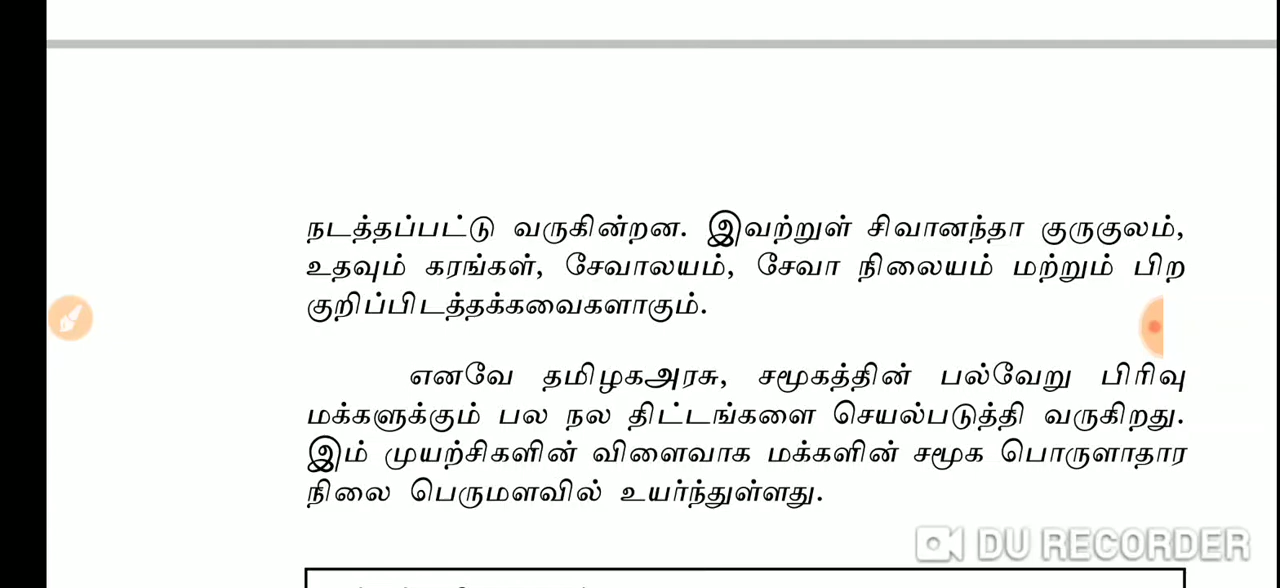 நடத்தப்பட்டு வருகின்றன. இவற்றுள் சிவானந்தா குருகுலம்,
உதவும் கரங்கள், சேவாலயம், சேவா நிலையம் மற்றும் பிற
குறிப்பிடத்தக்கவைகளாகும்.
எனவே தமிழகஅரசு, சமூகத்தின் பல்வேறு பிரிவு
மக்களுக்கும் பல நல திட்டங்களை செயல்படுத்தி வருகிறது.
இம் முயற்சிகளின் விளைவாக மக்களின் சமூக பொருளாதார
நிலை பெருமளவில் உயர்ந்துள்ளது.
DU RECORDER